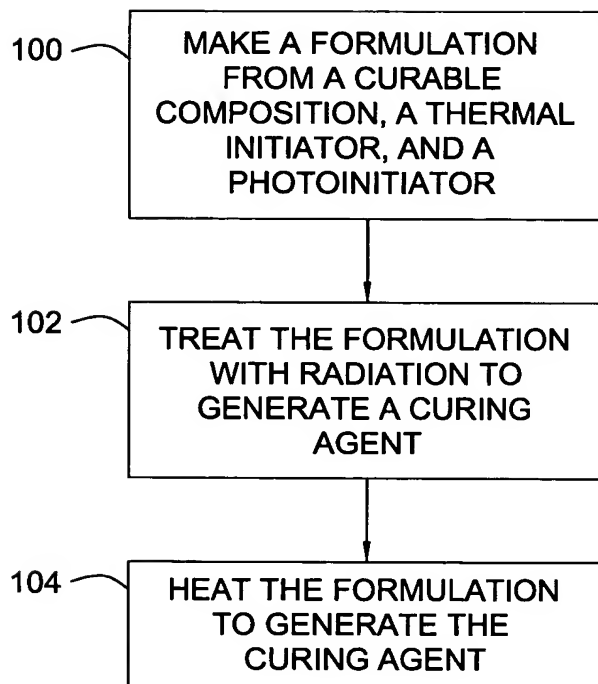 100
MAKE A FORMULATION
FROM A CURABLE
COMPOSITION, A THERMAL
INITIATOR, AND A
PHOTOINITIATOR
102
TREAT THE FORMULATION
WITH RADIATION TO
GENERATE A CURING
AGENT
104
HEAT THE FORMULATION
TO GENERATE THE
CURING AGENT